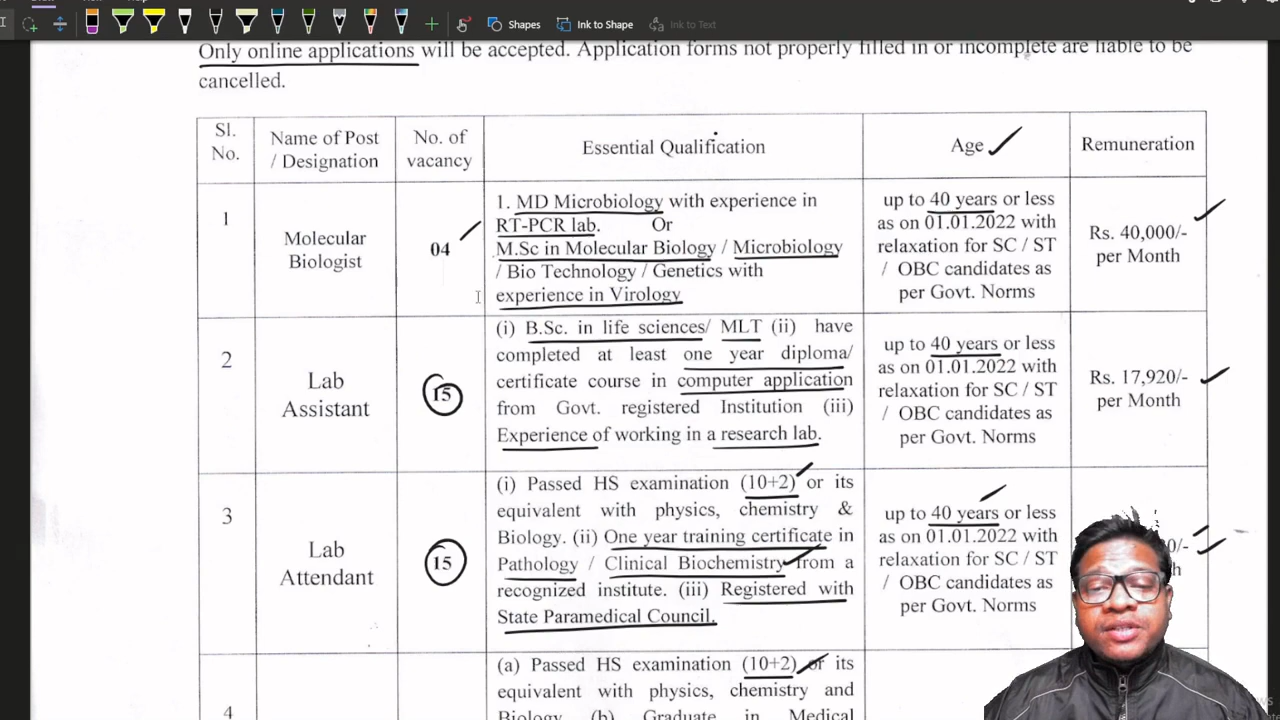 Shapes
Ink to Shape
Ink to Text
Only online applications will be accepted. Application forms not properly filled in or incomplete are liable to be
cancelled.
Sl.
No.
Name of Post
/ Designation
No. of
vacancy
Essential Qualification
Age
Remuneration
1
Molecular
Biologist
04
1. MD Microbiology with experience in
RT-PCR lab. Or
M.Sc in Molecular Biology / Microbiology
/ Bio Technology / Genetics with
experience in Virology
up to 40 years or less
as on 01.01.2022 with
relaxation for SC / ST
/ OBC candidates as
per Govt. Norms
Rs. 40,000/-
per Month
2
Lab
Assistant
15
(i) B.Sc. in life sciences/ MLT (ii) have
completed at least one year diploma/
certificate course in computer application
from Govt. registered Institution (iii)
Experience of working in a research lab.
up to 40 years or less
as on 01.01.2022 with
relaxation for SC / ST
/ OBC candidates as
per Govt. Norms
Rs. 17,920/-
per Month
3
Lab
Attendant
15
(i) Passed HS examination (10+2) or its
equivalent with physics, chemistry &
Biology. (ii) One year training certificate in
Pathology / Clinical Biochemistry from a
recognized institute. (iii) Registered with
State Paramedical Council.
up to 40 years or less
as on 01.01.2022 with
relaxation for SC / ST
/ OBC candidates as
per Govt. Norms
0/-
th
4
(a) Passed HS examination (10+2) or its
equivalent with physics, chemistry and
Biology (b) Graduate in Medical